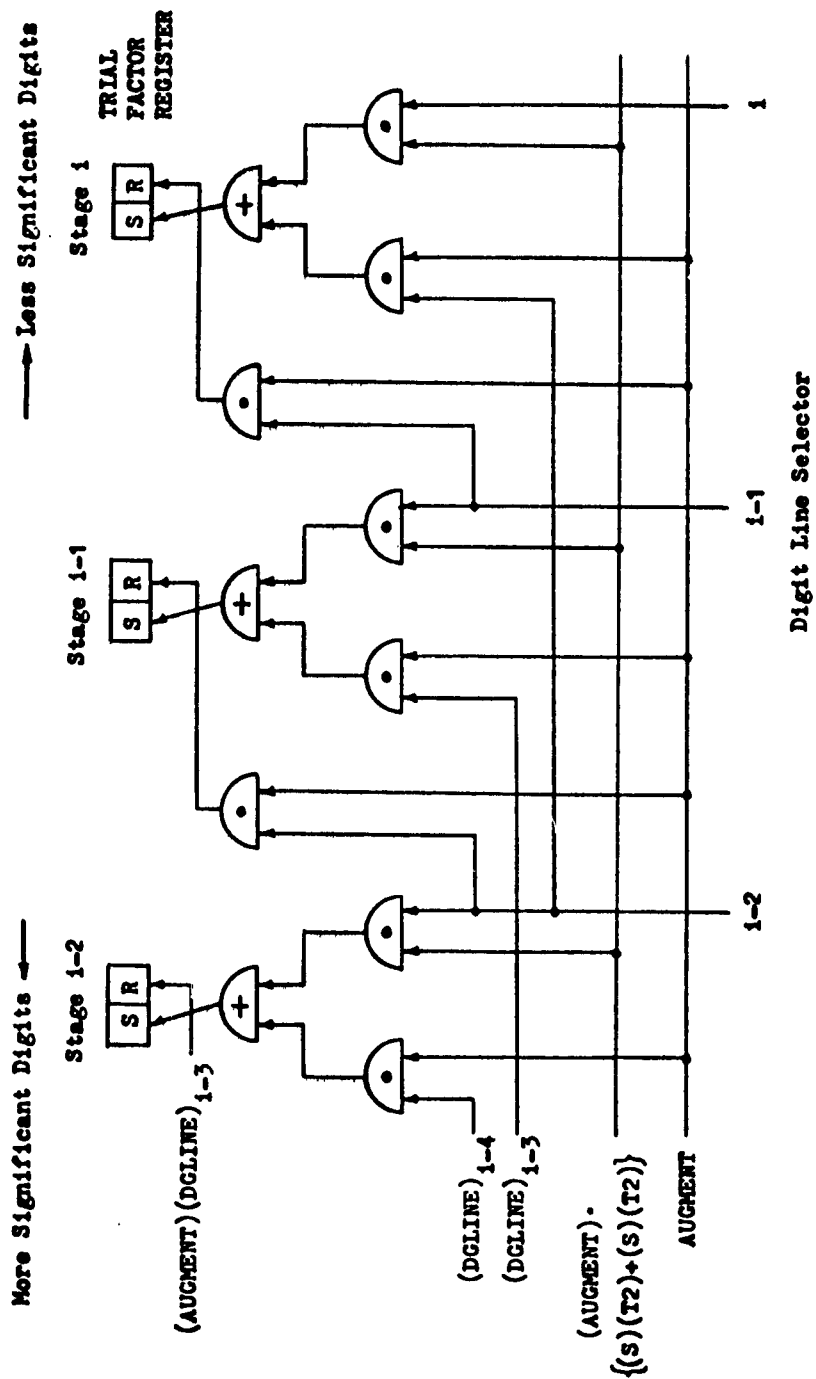 More Significant Digits ←
→ Less Significant Digits
Stage i-2
Stage i-1
Stage i
TRIAL
FACTOR
REGISTER
S R
S R
S R
(AUGMENT)(DGLINE)i-3
+
+
+
•
•
•
•
•
•
•
•
(DGLINE)i-4
(DGLINE)i-3
(AUGMENT)•
{(S)(T2)+(S)(T2)}
AUGMENT
i-2
i-1
i
Digit Line Selector